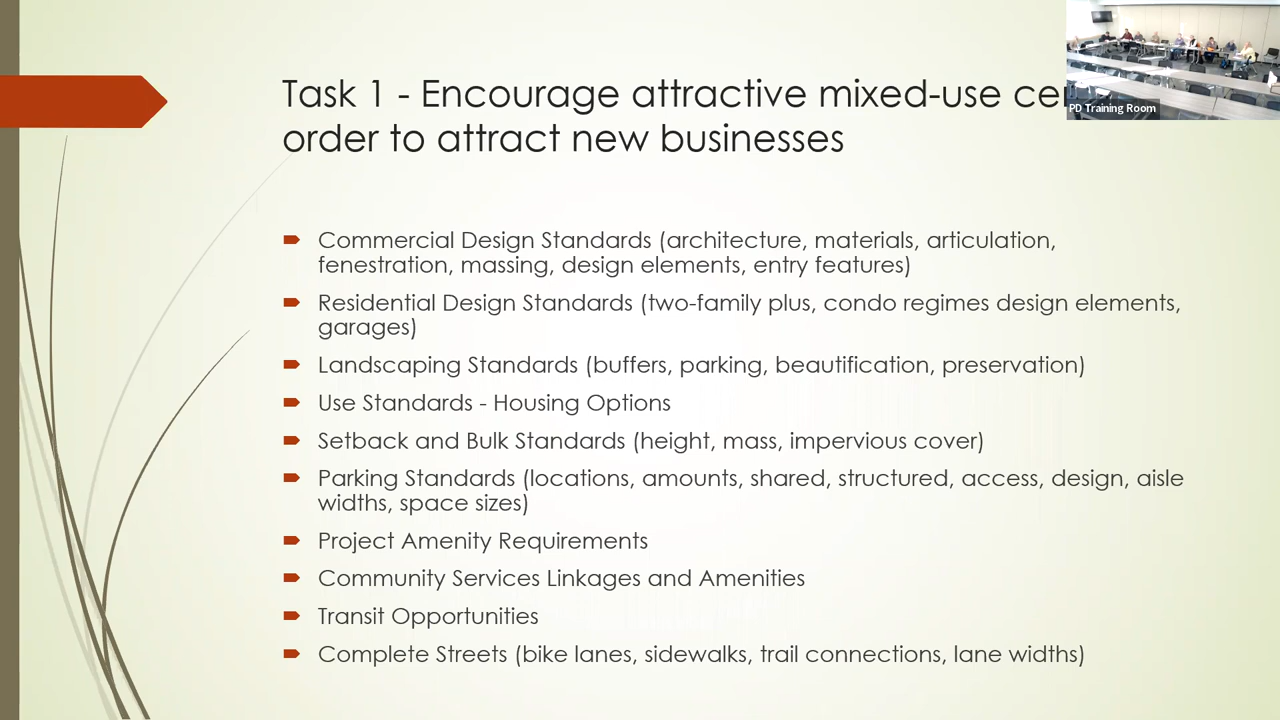 Task 1 - Encourage attractive mixed-use
order to attract new businesses
PD Training Room
Commercial Design Standards (architecture, materials, articulation,
fenestration, massing, design elements, entry features)
Residential Design Standards (two-family plus, condo regimes design elements,
garages)
Landscaping Standards (buffers, parking, beautification, preservation)
Use Standards - Housing Options
Setback and Bulk Standards (height, mass, impervious cover)
Parking Standards (locations, amounts, shared, structured, access, design, aisle
widths, space sizes)
Project Amenity Requirements
Community Services Linkages and Amenities
Transit Opportunities
Complete Streets (bike lanes, sidewalks, trail connections, lane widths)